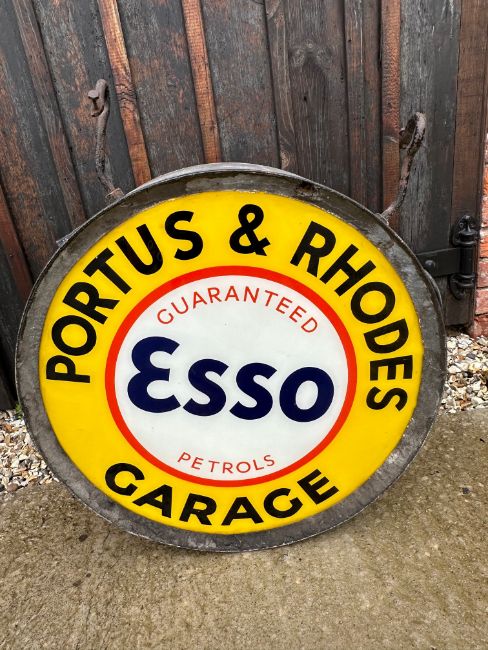 PORTUS & RHODES
GUARANTEED
Esso
PETROLS
GARAGE